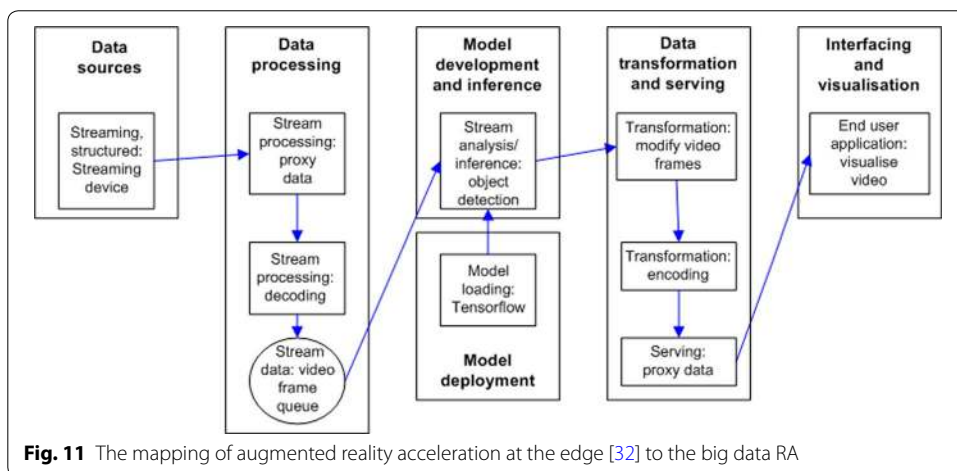 Data
sources
Streaming,
structured:
Streaming
device
Data
processing
Stream
processing:
proxy
data
Stream
processing:
decoding
Stream
data: video
frame
queue
Model
development
and inference
Stream
analysis/
inference:
object
detection
Model
loading:
Tensorflow
Model
deployment
Data
transformation
and serving
Transformation:
modify video
frames
Transformation:
encoding
Serving:
proxy data
Interfacing
and
visualisation
End user
application:
visualise
video
Fig. 11 The mapping of augmented reality acceleration at the edge [32] to the big data RA